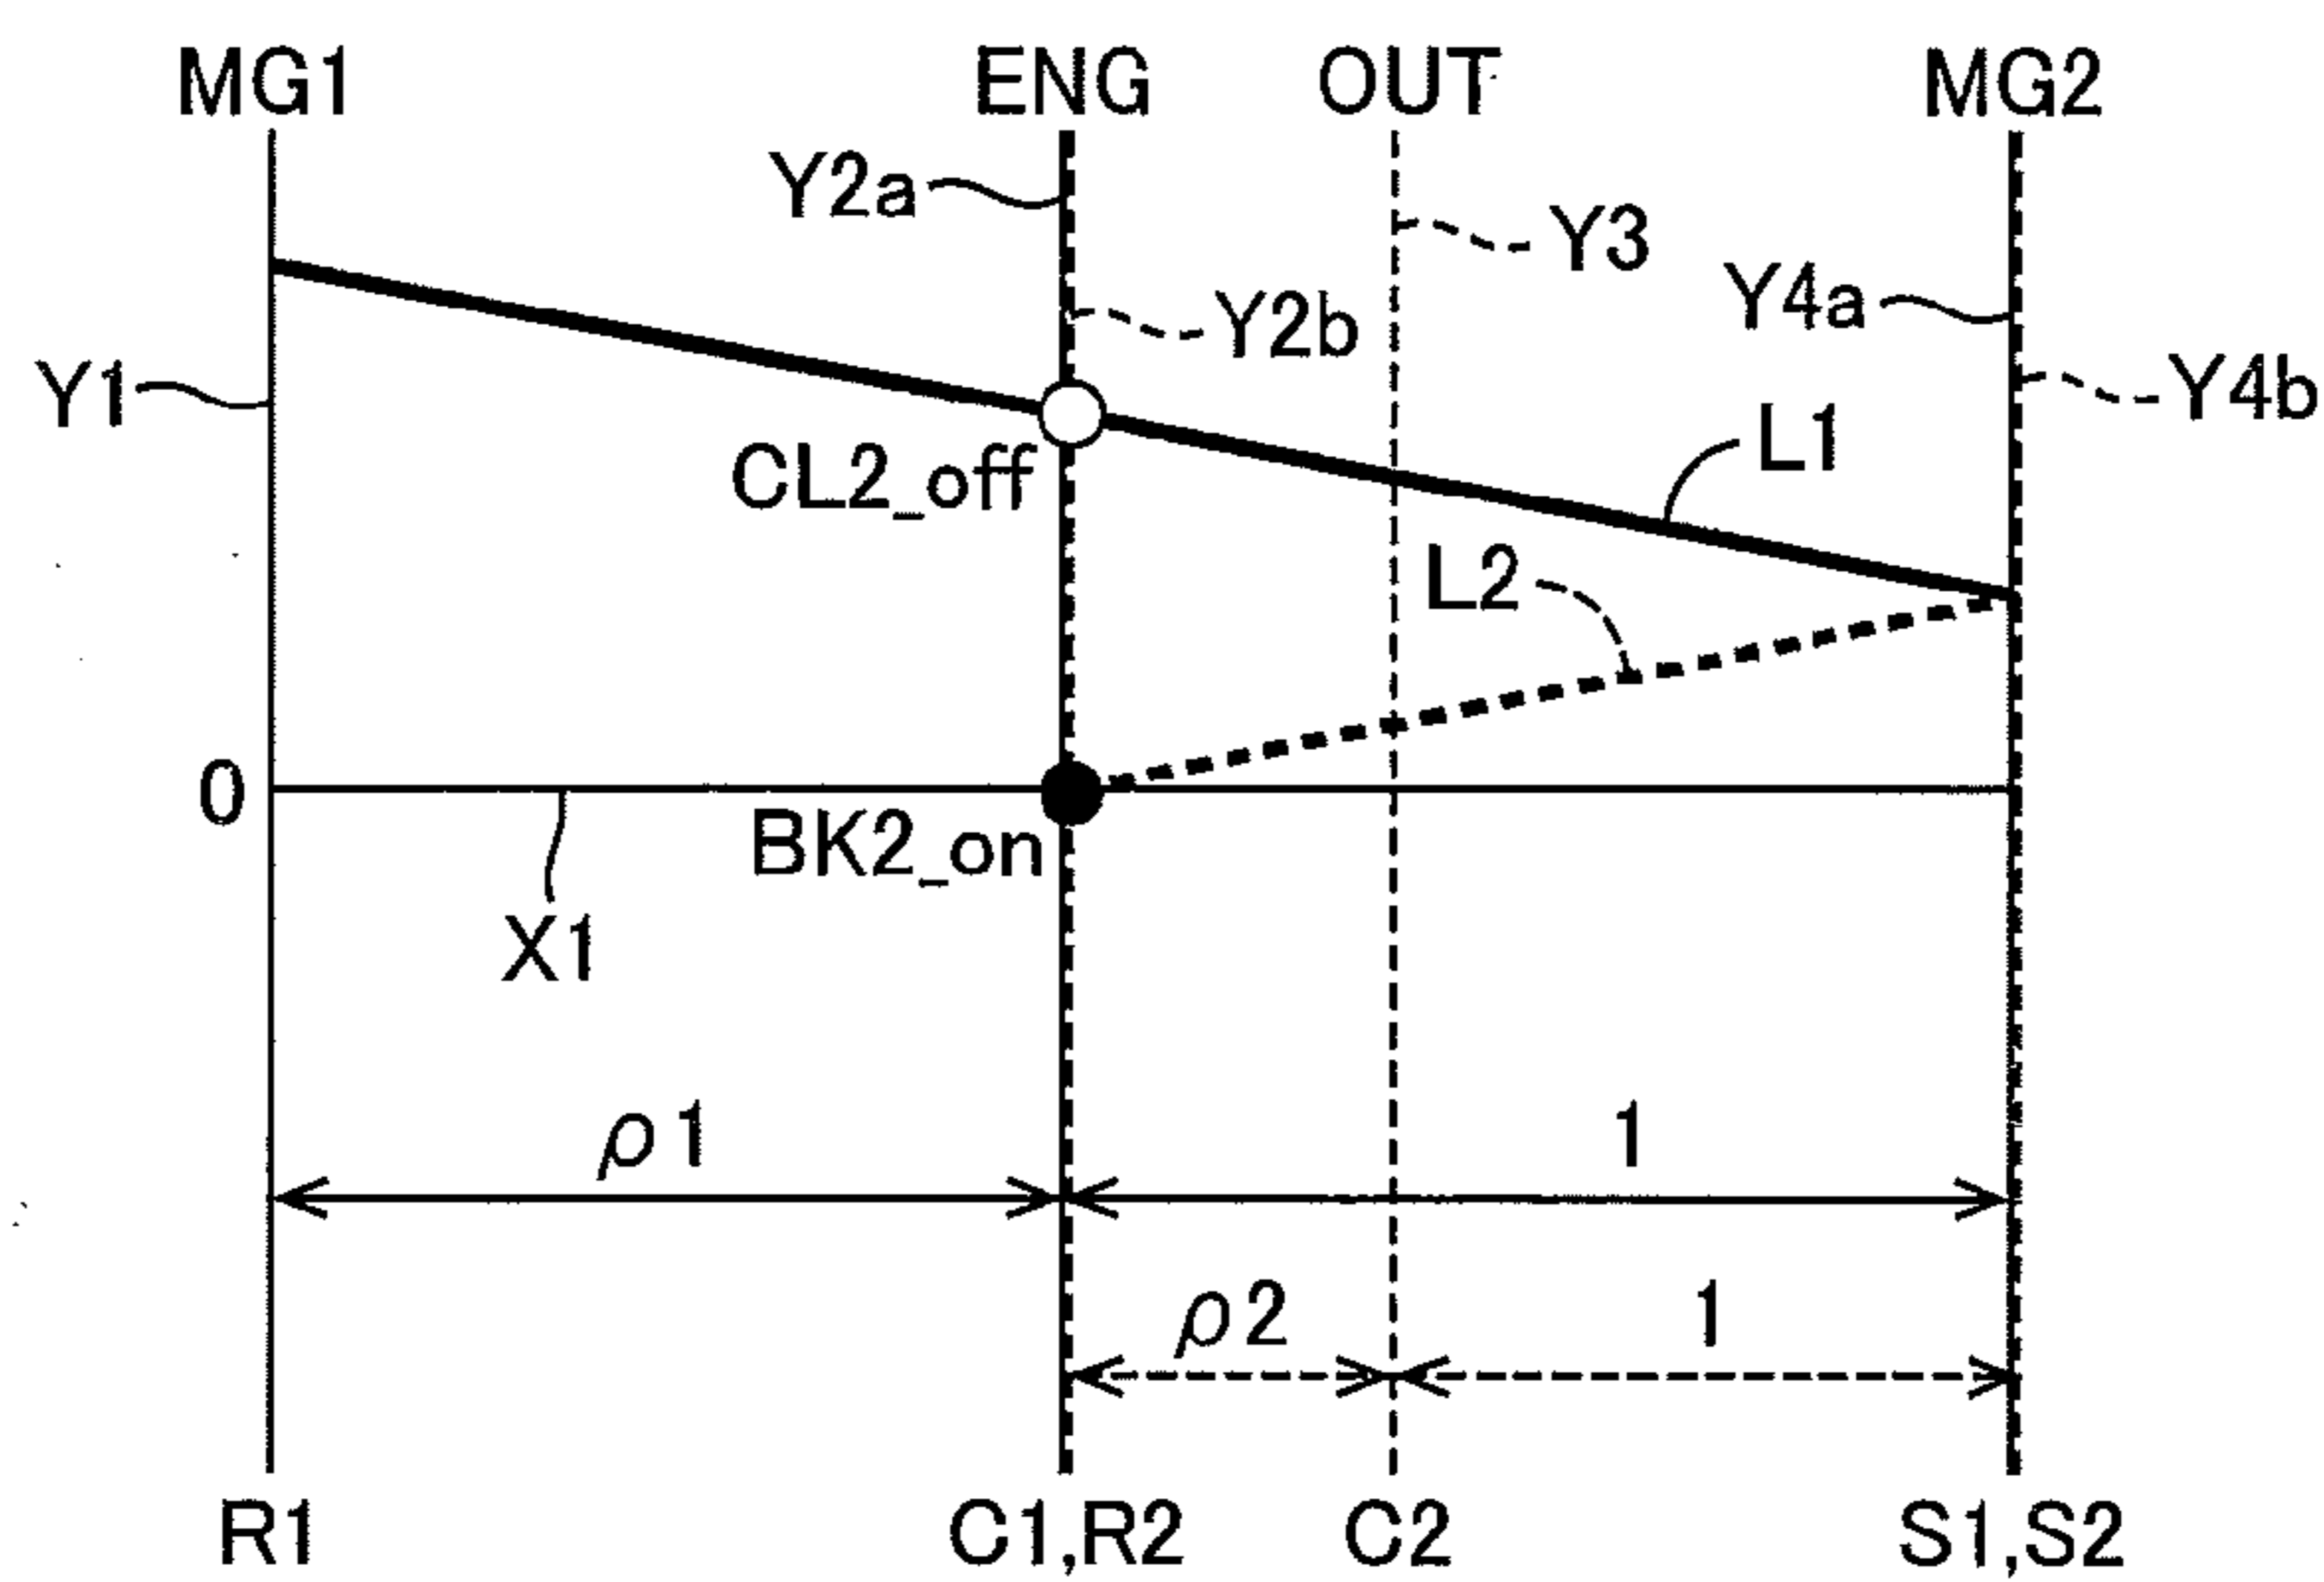 MG1 ENG OUT MG2
Y2a
Y3
Y4a
Y2b
Y1
Y4b
L1
CL2_off
L2
0
BK2_on
X1
ρ1 1
ρ2 1
R1 C1,R2 C2 S1,S2